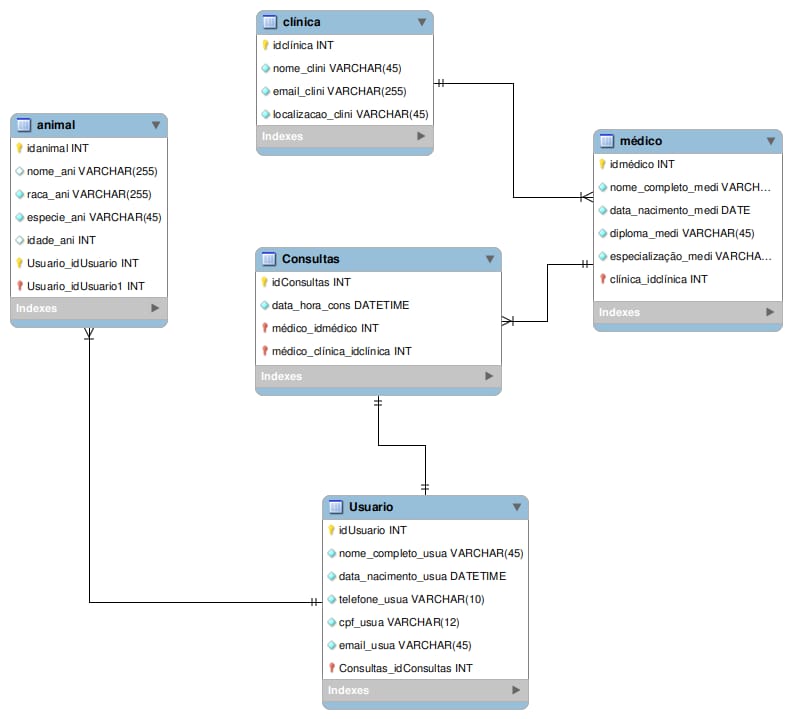 clínica
idclínica INT
nome_clini VARCHAR(45)
email_clini VARCHAR(255)
localizacao_clini VARCHAR(45)
Indexes
animal
idanimal INT
nome_ani VARCHAR(255)
raca_ani VARCHAR(255)
especie_ani VARCHAR(45)
idade_ani INT
Usuario_idUsuario INT
Usuario_idUsuario1 INT
Indexes
médico
idmédico INT
nome_completo_medi VARCH...
data_nacimento_medi DATE
diploma_medi VARCHAR(45)
especialização_medi VARCHA...
clínica_idclínica INT
Indexes
Consultas
idConsultas INT
data_hora_cons DATETIME
médico_idmédico INT
médico_clínica_idclínica INT
Indexes
Usuario
idUsuario INT
nome_completo_usua VARCHAR(45)
data_nacimento_usua DATETIME
telefone_usua VARCHAR(10)
cpf_usua VARCHAR(12)
email_usua VARCHAR(45)
Consultas_idConsultas INT
Indexes